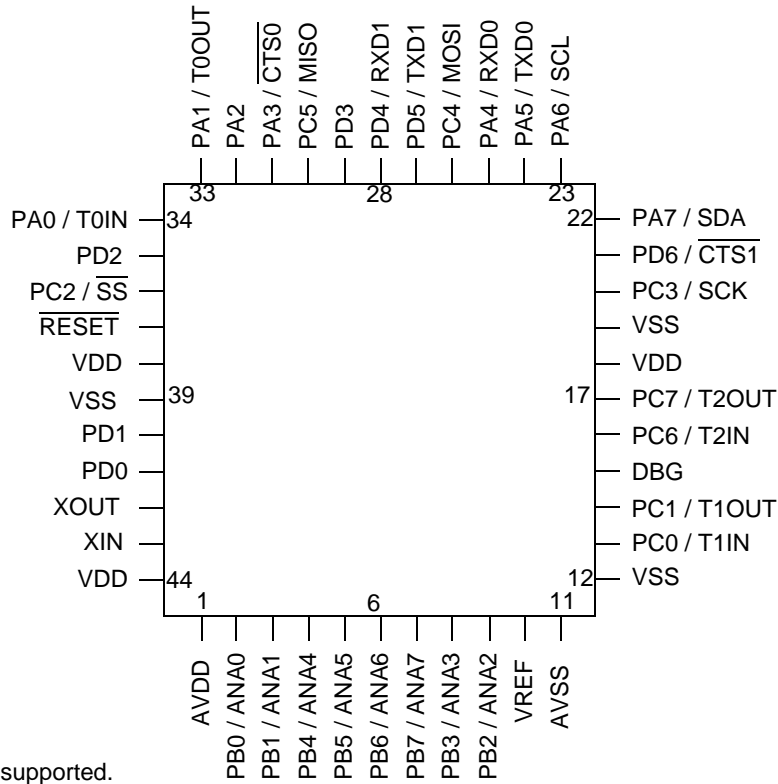 PA1 / T0OUT
PA2
PA3 / CTS0
PC5 / MISO
PD3
PD4 / RXD1
PD5 / TXD1
PC4 / MOSI
PA4 / RXD0
PA5 / TXD0
PA6 / SCL
33
28
23
PA0 / T0IN
34
22
PA7 / SDA
PD2
PD6 / CTS1
PC2 / SS
PC3 / SCK
RESET
VSS
VDD
VDD
VSS
39
17
PC7 / T2OUT
PD1
PC6 / T2IN
PD0
DBG
XOUT
PC1 / T1OUT
XIN
PC0 / T1IN
VDD
44
12
VSS
1
6
11
AVDD
PB0 / ANA0
PB1 / ANA1
PB4 / ANA4
PB5 / ANA5
PB6 / ANA6
PB7 / ANA7
PB3 / ANA3
PB2 / ANA2
VREF
AVSS
supported.